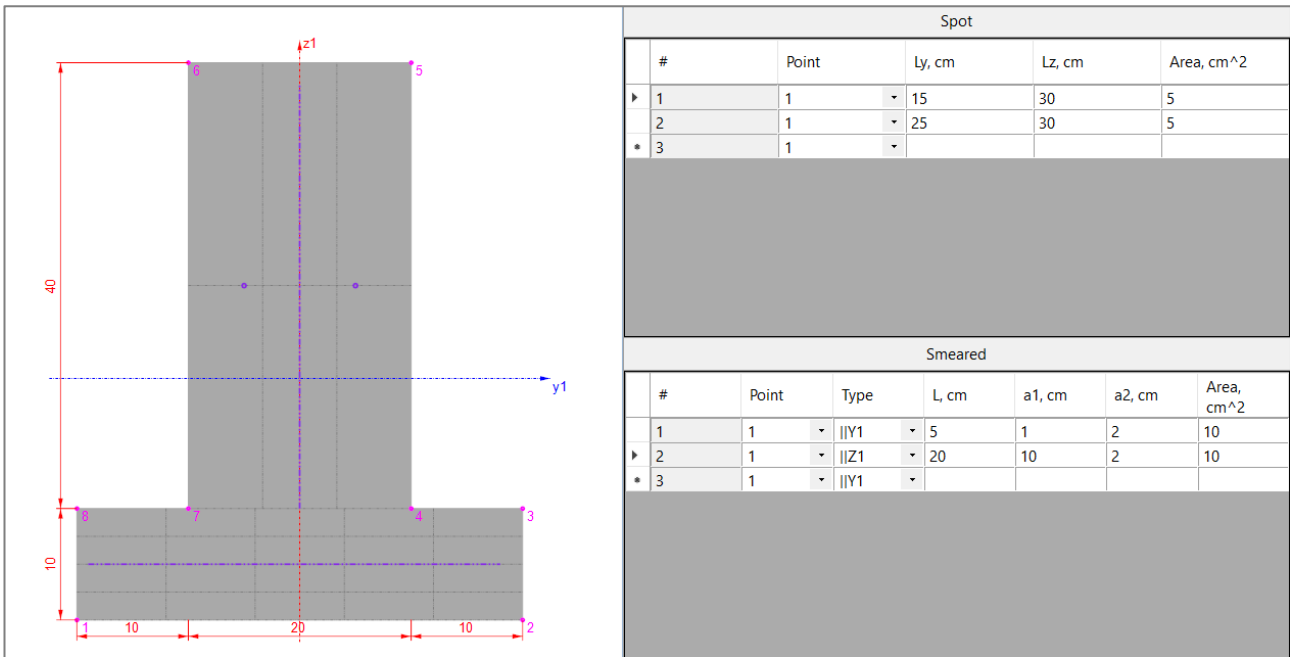 z1
6
5
40
y1
8
7
4
3
10
1
10
20
10
2
Spot
# Point Ly, cm Lz, cm Area, cm^2
1 1 15 30 5
2 1 25 30 5
3 1
Smeared
# Point Type L, cm a1, cm a2, cm Area, cm^2
1 1 ||Y1 5 1 2 10
2 1 ||Z1 20 10 2 10
3 1 ||Y1